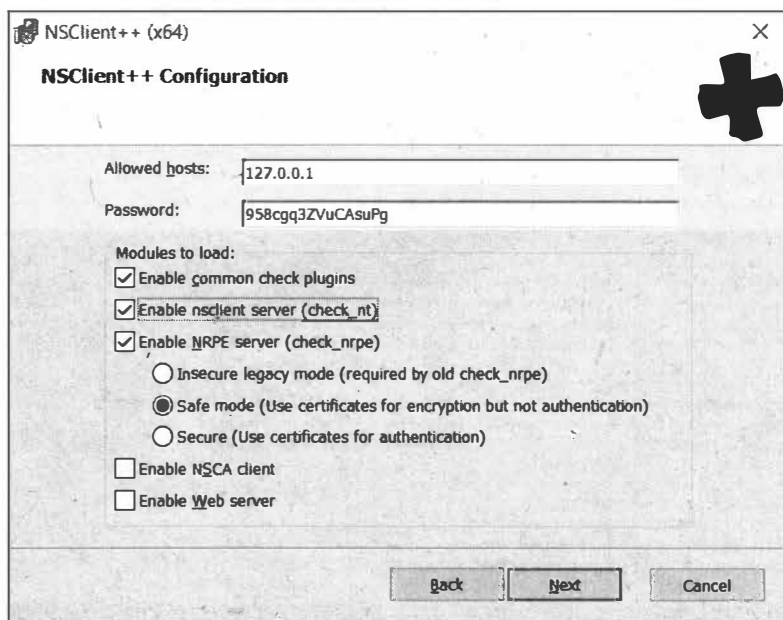 NSClient++ (x64)
NSClient++ Configuration
Allowed hosts: 127.0.0.1
Password: 958cgq3ZVuCAsuPg
Modules to load:
Enable common check plugins
Enable nsclient server (check_nt)
Enable NRPE server (check_nrpe)
Insecure legacy mode (required by old check_nrpe)
Safe mode (Use certificates for encryption but not authentication)
Secure (Use certificates for authentication)
Enable NSCA client
Enable Web server
Back Next Cancel